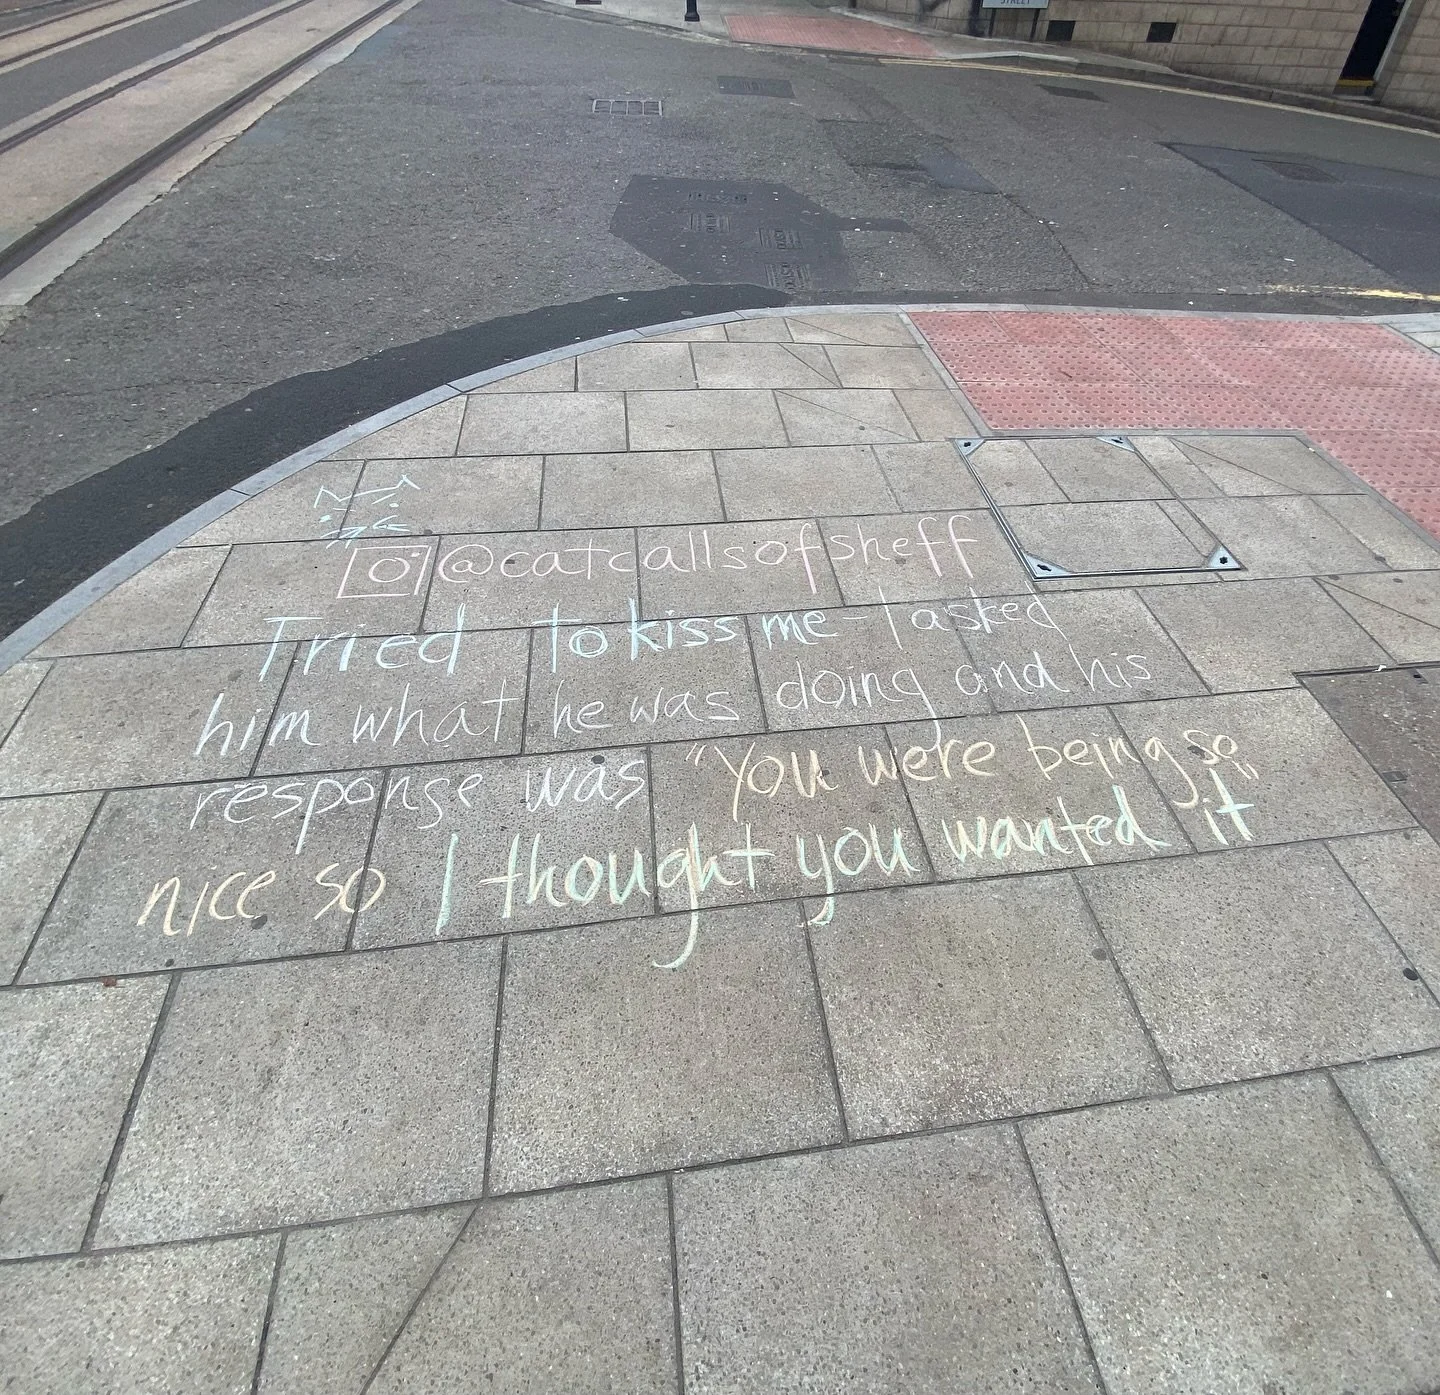 STREET
@catcallsofsheff
Tried to kiss me - I asked
him what he was doing and his
response was "You were being so
nice so I thought you wanted it"